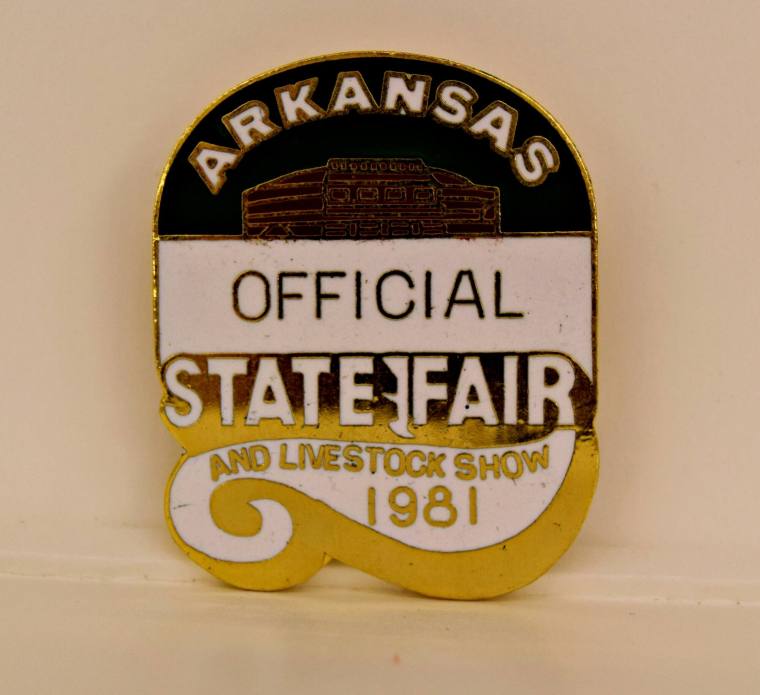 ARKANSAS
OFFICIAL
STATE FAIR
AND LIVESTOCK SHOW
1981